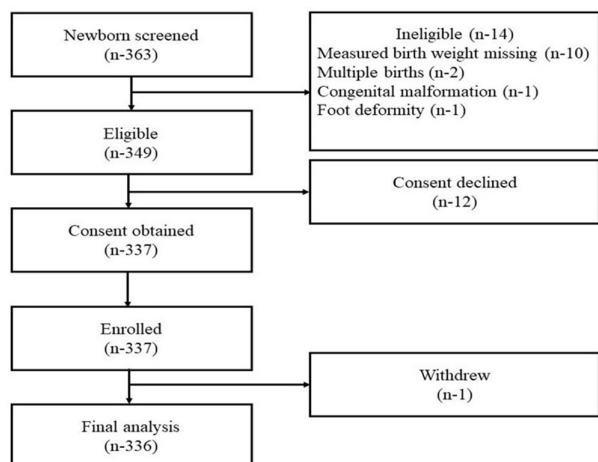 Newborn screened
(n-363)
Ineligible (n-14)
Measured birth weight missing (n-10)
Multiple births (n-2)
Congenital malformation (n-1)
Foot deformity (n-1)
Eligible
(n-349)
Consent declined
(n-12)
Consent obtained
(n-337)
Enrolled
(n-337)
Withdrew
(n-1)
Final analysis
(n-336)